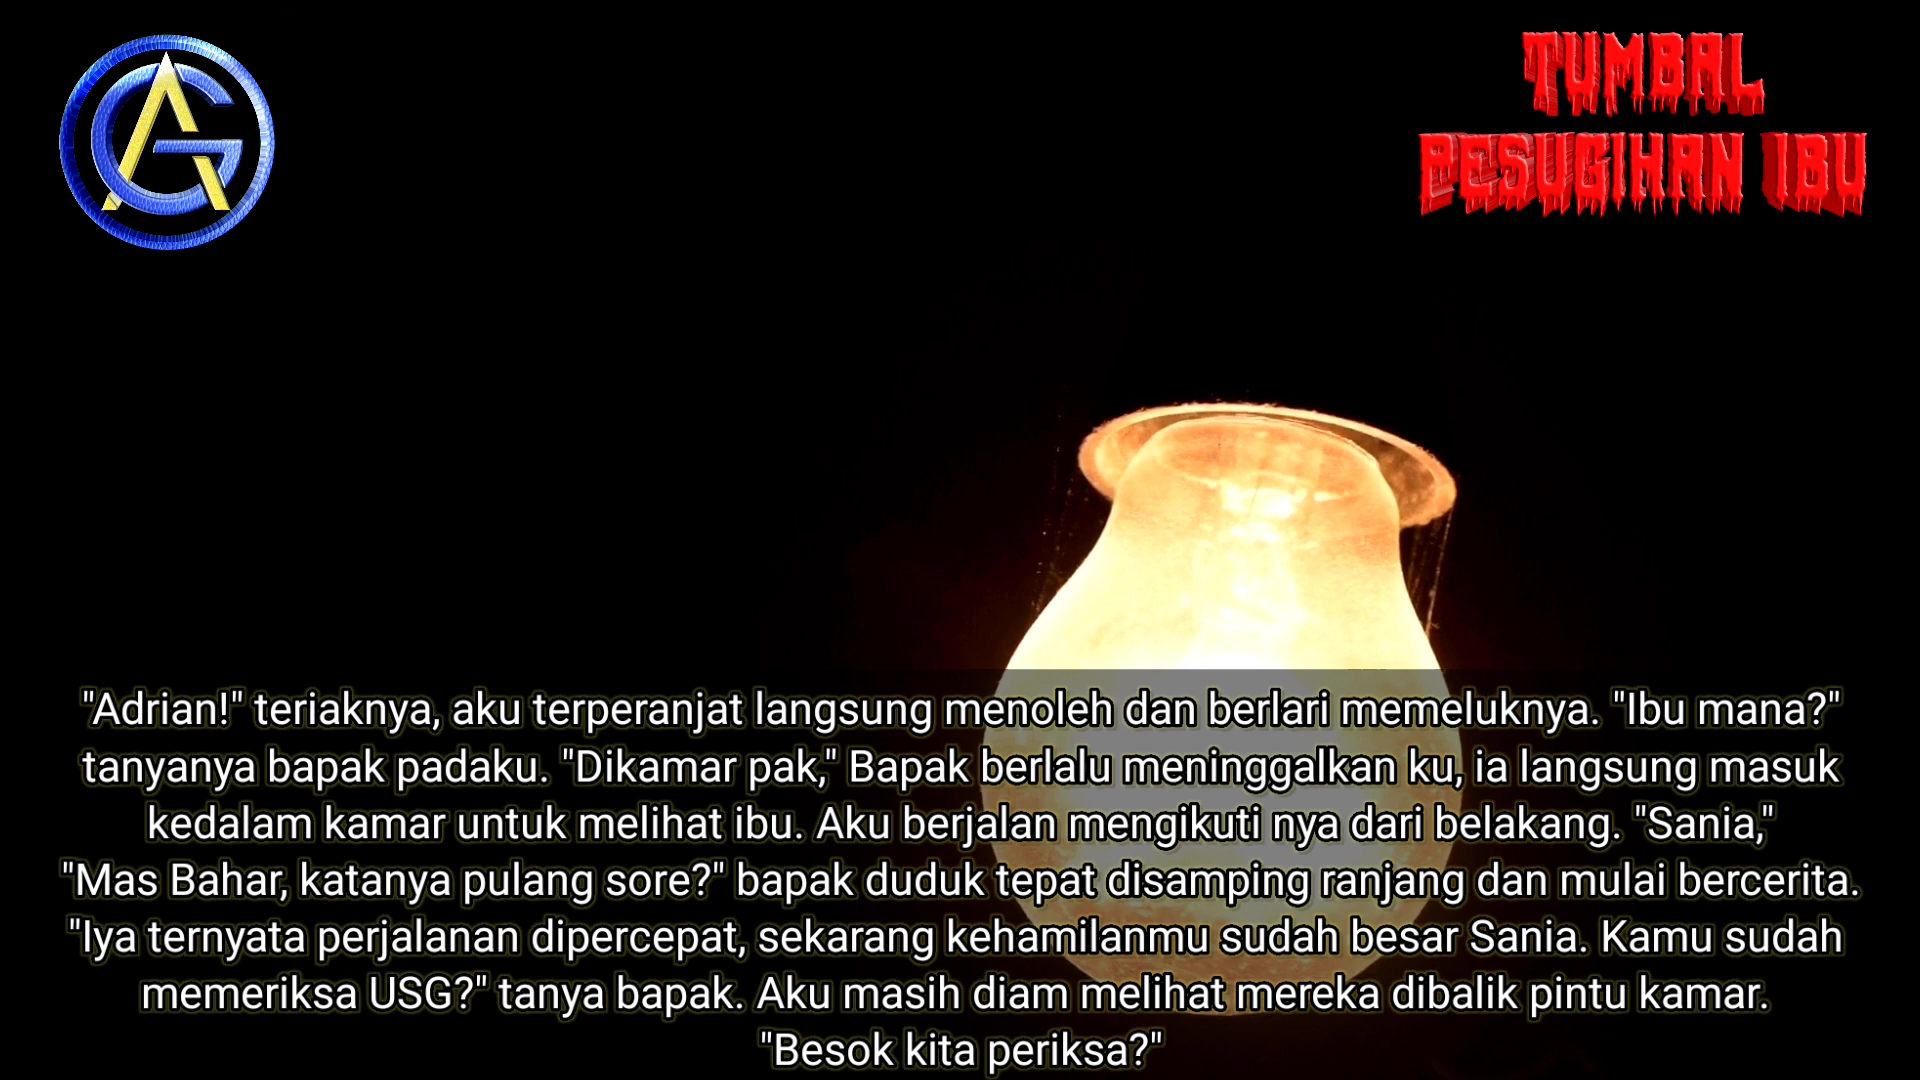 TUMBAL
PESUGIHAN IBU
"Adrian!" teriaknya, aku terperanjat langsung menoleh dan berlari memeluknya. "Ibu mana?"
tanyanya bapak padaku. "Dikamar pak," Bapak berlalu meninggalkan ku, ia langsung masuk
kedalam kamar untuk melihat ibu. Aku berjalan mengikuti nya dari belakang. "Sania,"
"Mas Bahar, katanya pulang sore?" bapak duduk tepat disamping ranjang dan mulai bercerita.
"Iya ternyata perjalanan dipercepat, sekarang kehamilanmu sudah besar Sania. Kamu sudah
memeriksa USG?" tanya bapak. Aku masih diam melihat mereka dibalik pintu kamar.
"Besok kita periksa?"